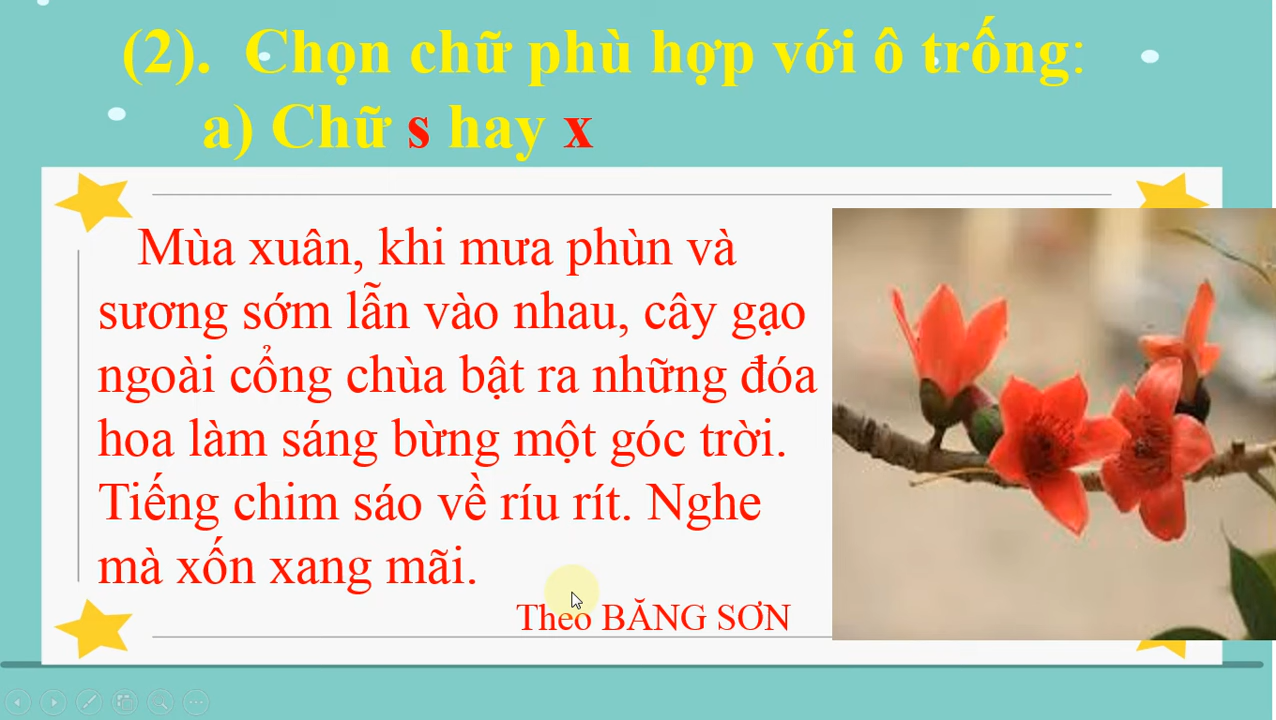 (2). Chọn chữ phù hợp với ô trống:
a) Chữ s hay x
Mùa xuân, khi mưa phùn và
sương sớm lẫn vào nhau, cây gạo
ngoài cổng chùa bật ra những đóa
hoa làm sáng bừng một góc trời.
Tiếng chim sáo về ríu rít. Nghe
mà xốn xang mãi.
Theo BĂNG SƠN